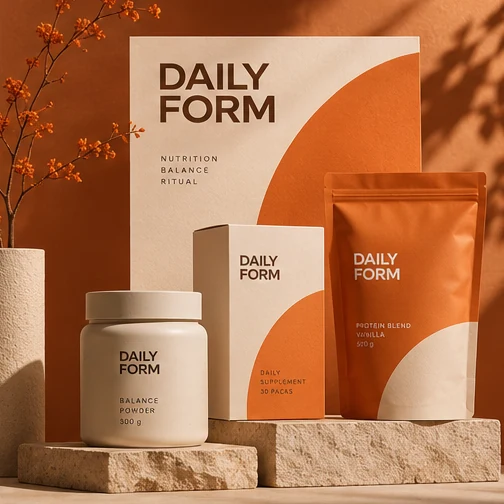 DAILY
FORM
NUTRITION
BALANCE
RITUAL
DAILY
FORM
DAILY
SUPPLEMENT
30 PACAS
DAILY
FORM
PROTEIN BLEND
VANILLA
500 g
DAILY
FORM
BALANCE
POWDER
300 g